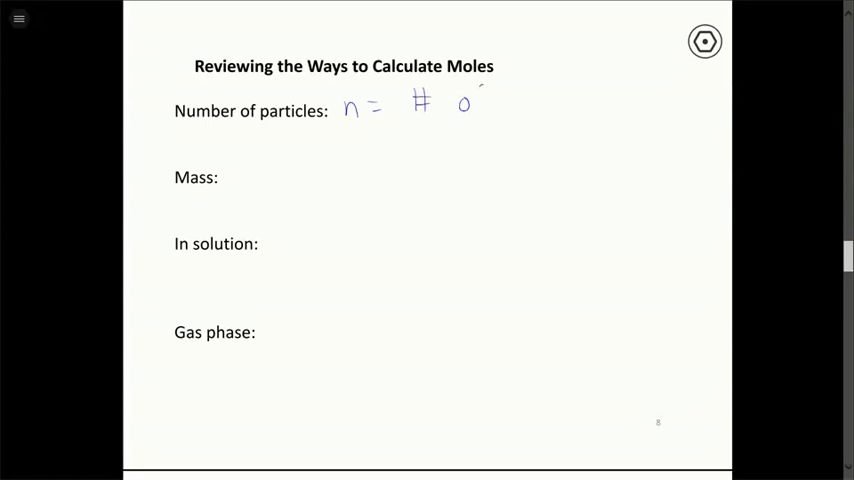 Reviewing the Ways to Calculate Moles
Number of particles: n = # o
Mass:
In solution:
Gas phase:
8